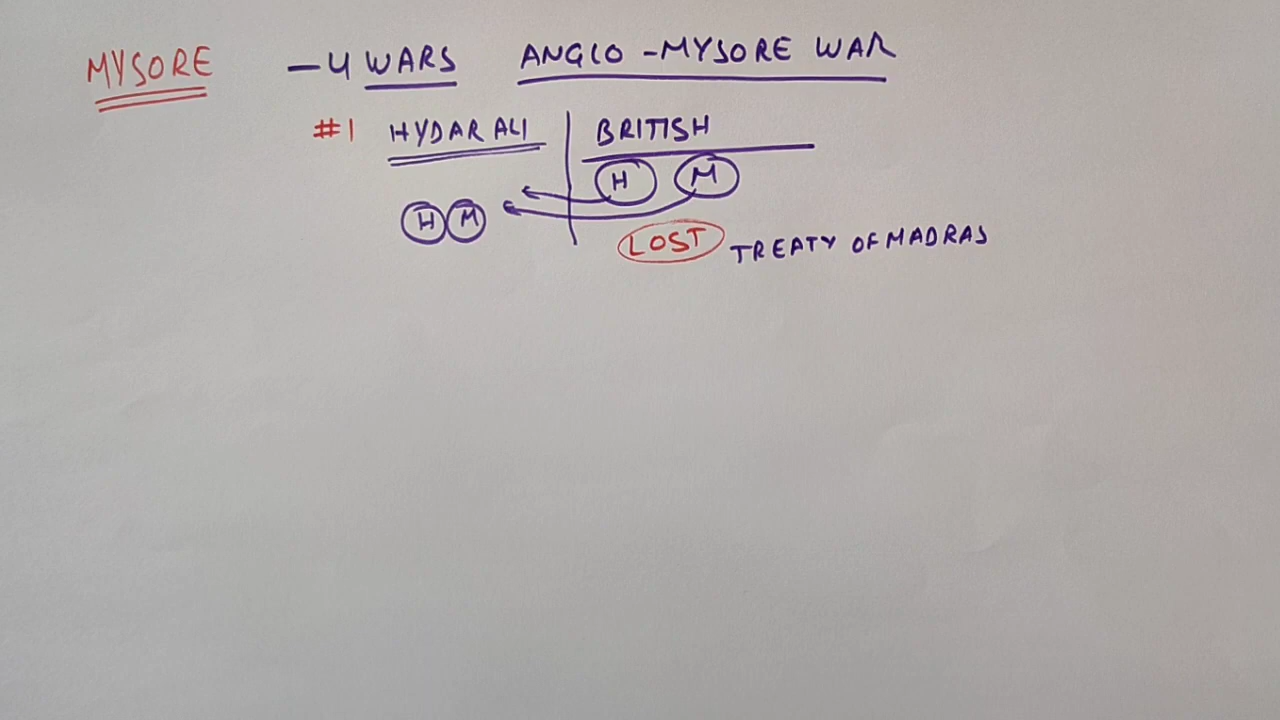 MYSORE – 4 WARS ANGLO - MYSORE WAR
#1 HYDAR ALI BRITISH
H M
H M
LOST TREATY OF MADRAS